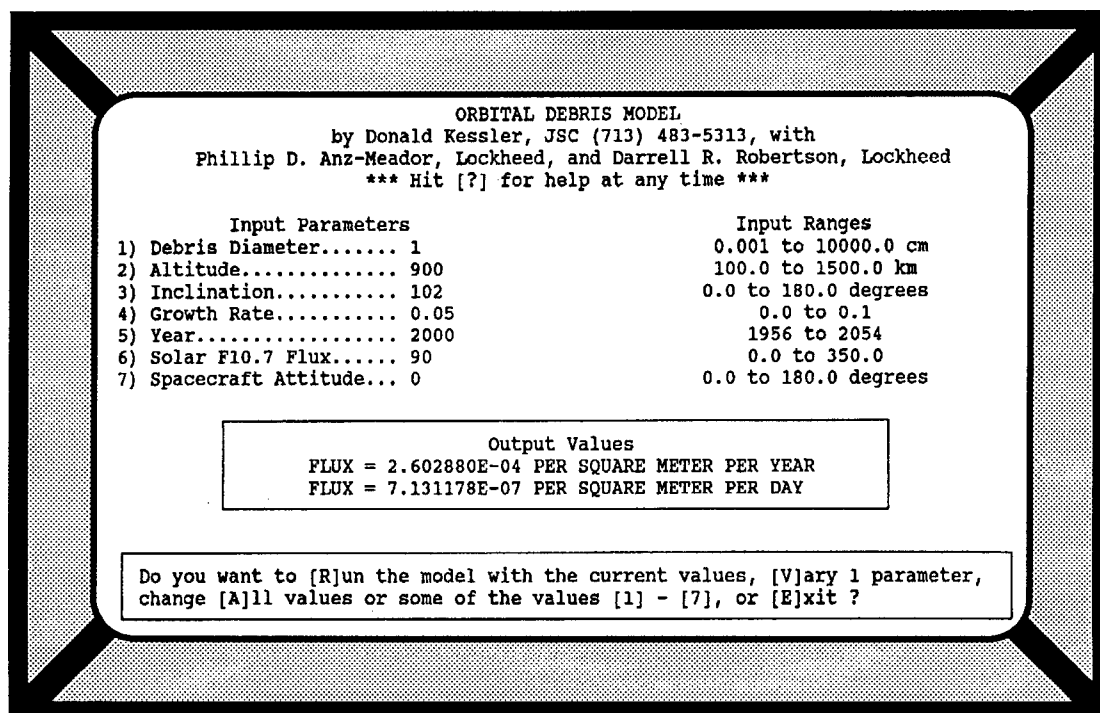 ORBITAL DEBRIS MODEL
by Donald Kessler, JSC (713) 483-5313, with
Phillip D. Anz-Meador, Lockheed, and Darrell R. Robertson, Lockheed
*** Hit [?] for help at any time ***
Input Parameters Input Ranges
1) Debris Diameter....... 1 0.001 to 10000.0 cm
2) Altitude.............. 900 100.0 to 1500.0 km
3) Inclination........... 102 0.0 to 180.0 degrees
4) Growth Rate........... 0.05 0.0 to 0.1
5) Year.................. 2000 1956 to 2054
6) Solar F10.7 Flux...... 90 0.0 to 350.0
7) Spacecraft Attitude... 0 0.0 to 180.0 degrees
Output Values
FLUX = 2.602880E-04 PER SQUARE METER PER YEAR
FLUX = 7.131178E-07 PER SQUARE METER PER DAY
Do you want to [R]un the model with the current values, [V]ary 1 parameter,
change [A]ll values or some of the values [1] - [7], or [E]xit ?